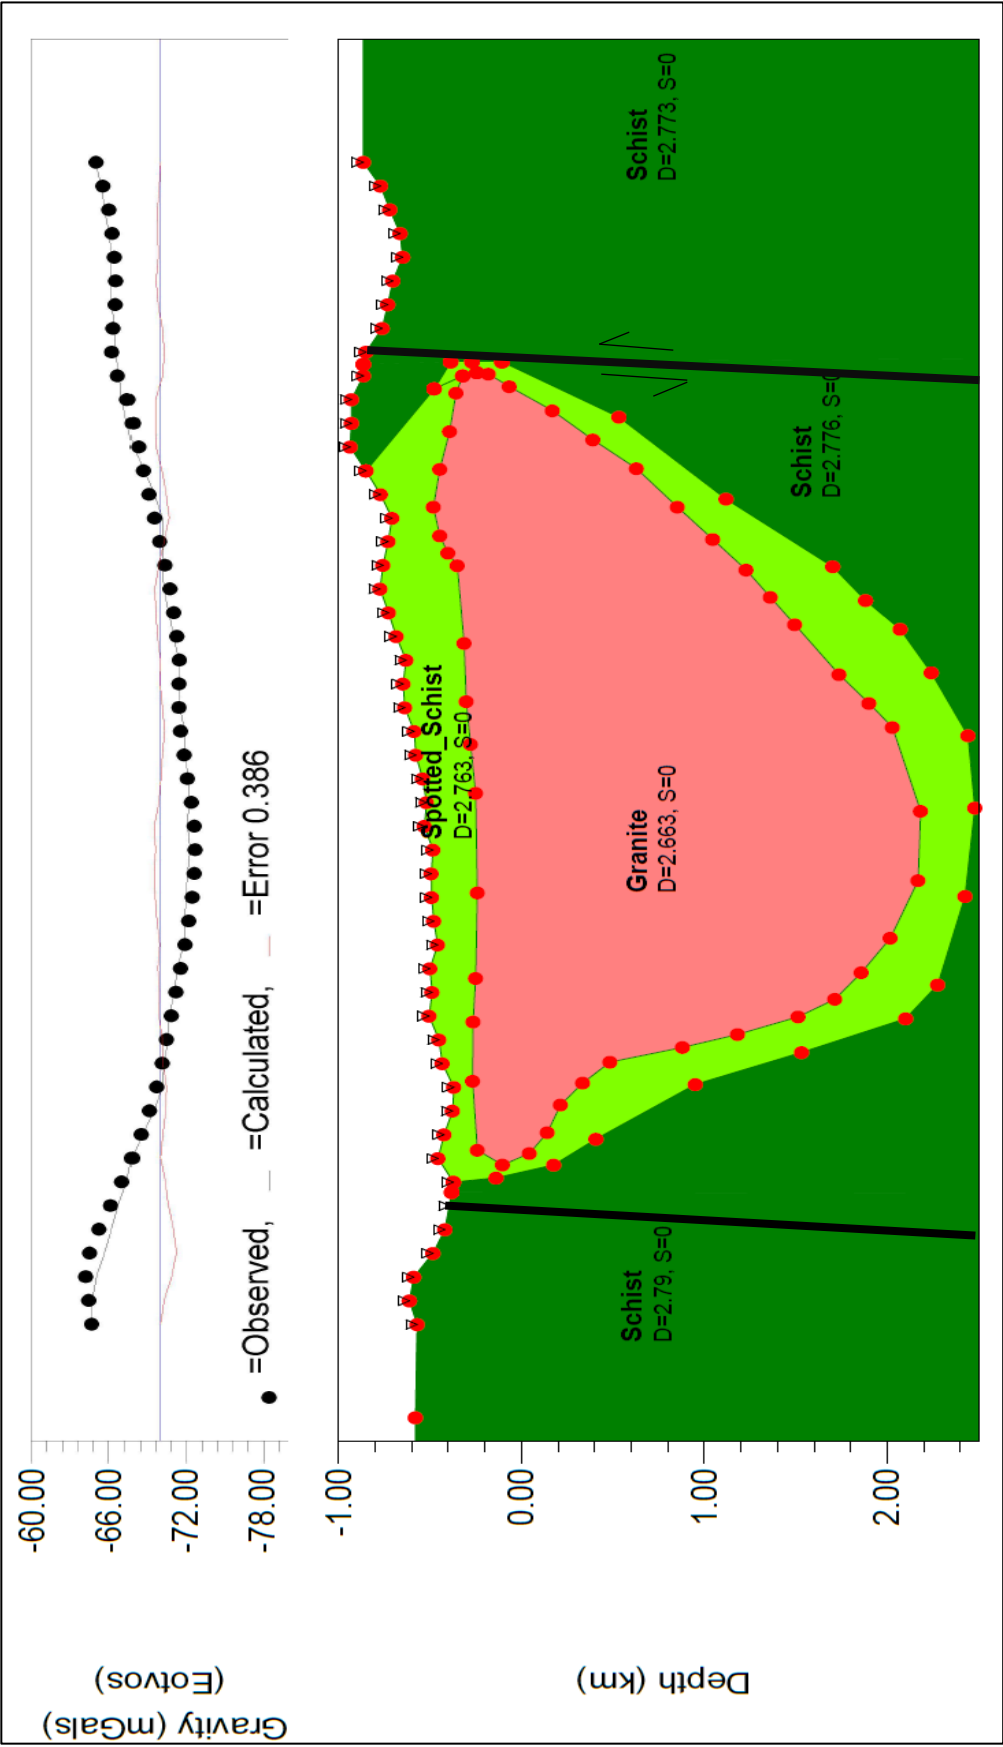 Gravity (mGals)
(Eotvos)
-60.00
-66.00
-72.00
-78.00
=Observed, =Calculated, =Error 0.386
Depth (km)
-1.00
0.00
1.00
2.00
Schist
D=2.79, S=0
Spotted_Schist
D=2.763, S=0
Granite
D=2.663, S=0
Schist
D=2.776, S=0
Schist
D=2.773, S=0